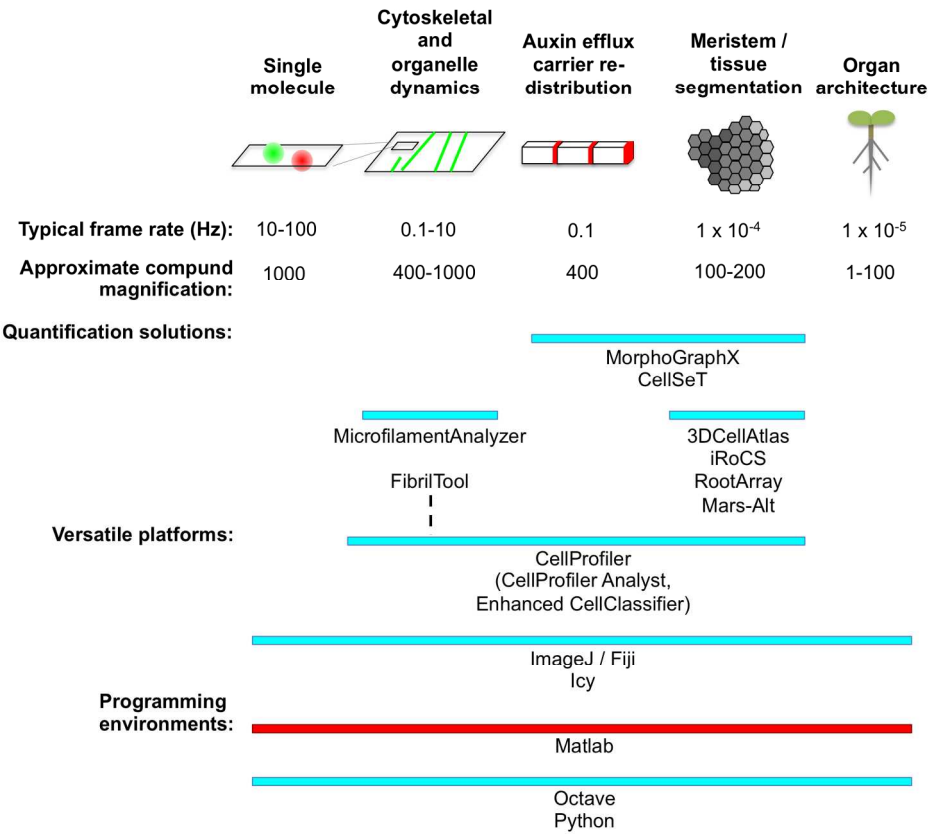 Single
molecule
Cytoskeletal
and
organelle
dynamics
Auxin efflux
carrier re-
distribution
Meristem /
tissue
segmentation
Organ
architecture
Typical frame rate (Hz): 10-100 0.1-10 0.1 1 x 10⁻⁴ 1 x 10⁻⁵
Approximate compund
magnification: 1000 400-1000 400 100-200 1-100
Quantification solutions:
MorphoGraphX
CellSeT
MicrofilamentAnalyzer
FibrilTool
3DCellAtlas
iRoCS
RootArray
Mars-Alt
Versatile platforms:
CellProfiler
(CellProfiler Analyst,
Enhanced CellClassifier)
ImageJ / Fiji
Icy
Programming
environments:
Matlab
Octave
Python